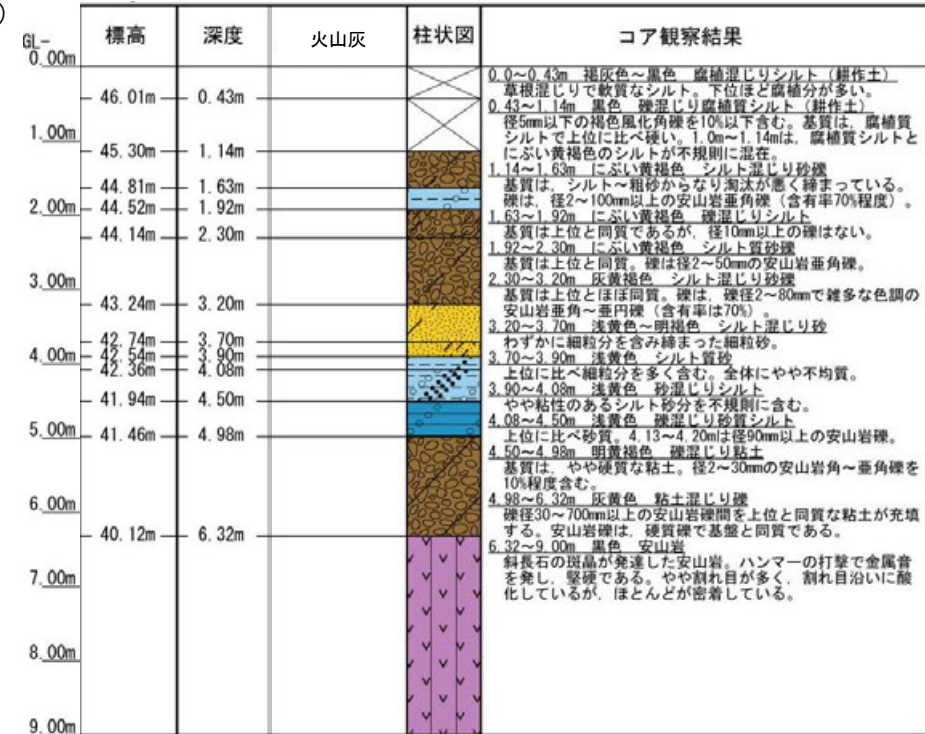 GL- 標高 深度 火山灰 柱状図 コア観察結果
0.00m
46.01m 0.43m
1.00m
45.30m 1.14m
44.81m 1.63m
44.52m 1.92m
2.00m
44.14m 2.30m
3.00m
43.24m 3.20m
42.74m 3.70m
42.54m 3.90m
4.00m
42.36m 4.08m
41.94m 4.50m
5.00m
41.46m 4.98m
6.00m
40.12m 6.32m
7.00m
8.00m
9.00m
0.0～0.43m 褐灰色～黒色 腐植混じりシルト（耕作土）
草根混じりで軟質なシルト。下位ほど腐植分が多い。
0.43～1.14m 黒色 礫混じり腐植質シルト（耕作土）
径5mm以下の褐色風化角礫を10%以下含む。基質は，腐植質
シルトで上位に比べ硬い。1.0m～1.14mは，腐植質シルトと
にぶい黄褐色のシルトが不規則に混在。
1.14～1.63m にぶい黄褐色 シルト混じり砂礫
基質は，シルト～粗砂からなり淘汰が悪く締まっている。
礫は，径2～100mm以上の安山岩亜角礫（含有率70%程度）。
1.63～1.92m にぶい黄褐色 礫混じりシルト
基質は上位と同質であるが，径10mm以上の礫はない。
1.92～2.30m にぶい黄褐色 シルト質砂礫
基質は上位と同質。礫は径2～50mmの安山岩亜角礫。
2.30～3.20m 灰黄褐色 シルト混じり砂礫
基質は上位とほぼ同質。礫は，礫径2～80mmで雑多な色調の
安山岩亜角～亜円礫（含有率は70%）。
3.20～3.70m 浅黄色～明褐色 シルト混じり砂
わずかに細粒分を含み締まった細粒砂。
3.70～3.90m 浅黄色 シルト質砂
上位に比べ細粒分を多く含む。全体にやや不均質。
3.90～4.08m 浅黄色 砂混じりシルト
やや粘性のあるシルト砂分を不規則に含む。
4.08～4.50m 浅黄色 礫混じり砂質シルト
上位に比べ砂質。4.13～4.20mは径90mm以上の安山岩礫。
4.50～4.98m 明黄褐色 礫混じり粘土
基質は，やや硬質な粘土。径2～30mmの安山岩角～亜角礫を
10%程度含む。
4.98～6.32m 灰黄色 粘土混じり礫
礫径30～700mm以上の安山岩礫間を上位と同質な粘土が充填
する。安山岩礫は，硬質礫で基盤と同質である。
6.32～9.00m 黒色 安山岩
斜長石の斑晶が発達した安山岩。ハンマーの打撃で金属音
を発し，堅硬である。やや割れ目が多く，割れ目沿いに酸
化しているが，ほとんどが密着している。